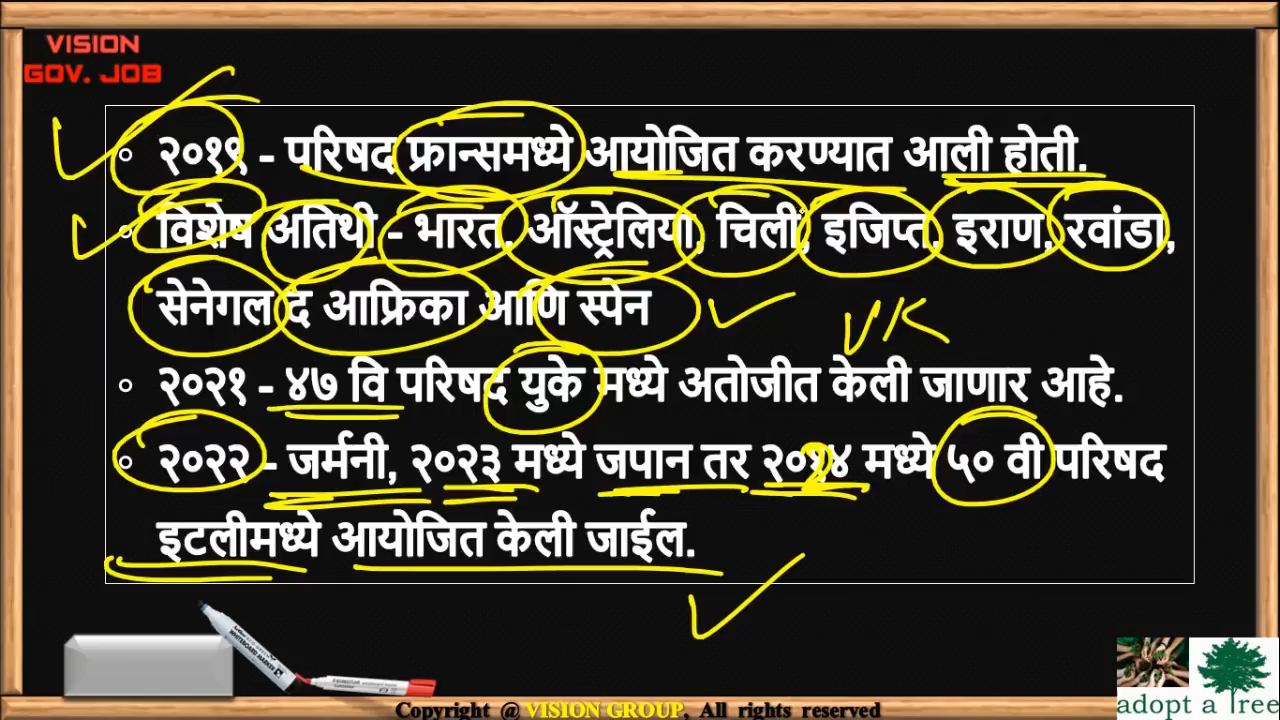 VISION
GOV. JOB
२०१९ - परिषद फ्रान्समध्ये आयोजित करण्यात आली होती.
विशेष अतिथी - भारत, ऑस्ट्रेलिया, चिली, इजिप्त, इराण, रवांडा,
सेनेगल द आफ्रिका आणि स्पेन
UK
२०२१ - ४७ वि परिषद युके मध्ये अतोजीत केली जाणार आहे.
२०२२ - जर्मनी, २०२३ मध्ये जपान तर २०२४ मध्ये ५० वी परिषद
इटलीमध्ये आयोजित केली जाईल.
adopt a Tree
Copyright @ VISION GROUP, All rights reserved